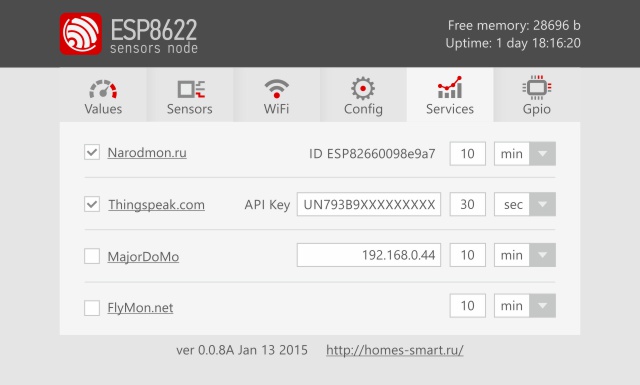 ESP8622
sensors node
Free memory: 28696 b
Uptime: 1 day 18:16:20
Values Sensors WiFi Config Services Gpio
Narodmon.ru ID ESP82660098e9a7 10 min
Thingspeak.com API Key UN793B9XXXXXXXXX 30 sec
MajorDoMo 192.168.0.44 10 min
FlyMon.net 10 min
ver 0.0.8A Jan 13 2015 http://homes-smart.ru/